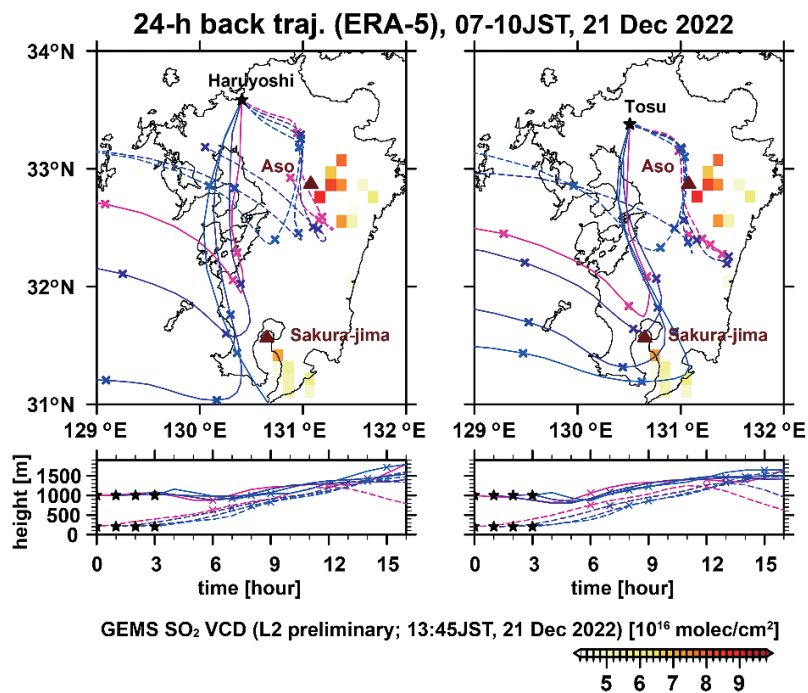 24-h back traj. (ERA-5), 07-10JST, 21 Dec 2022
34°N
33°N
32°N
31°N
Haruyoshi
Aso
Sakura-jima
129 °E 130 °E 131 °E 132 °E
Tosu
Aso
Sakura-jima
129 °E 130 °E 131 °E 132 °E
height [m]
1500
1000
500
0
0 3 6 9 12 15
time [hour]
0 3 6 9 12 15
time [hour]
GEMS SO₂ VCD (L2 preliminary; 13:45JST, 21 Dec 2022) [10¹⁶ molec/cm²]
5 6 7 8 9